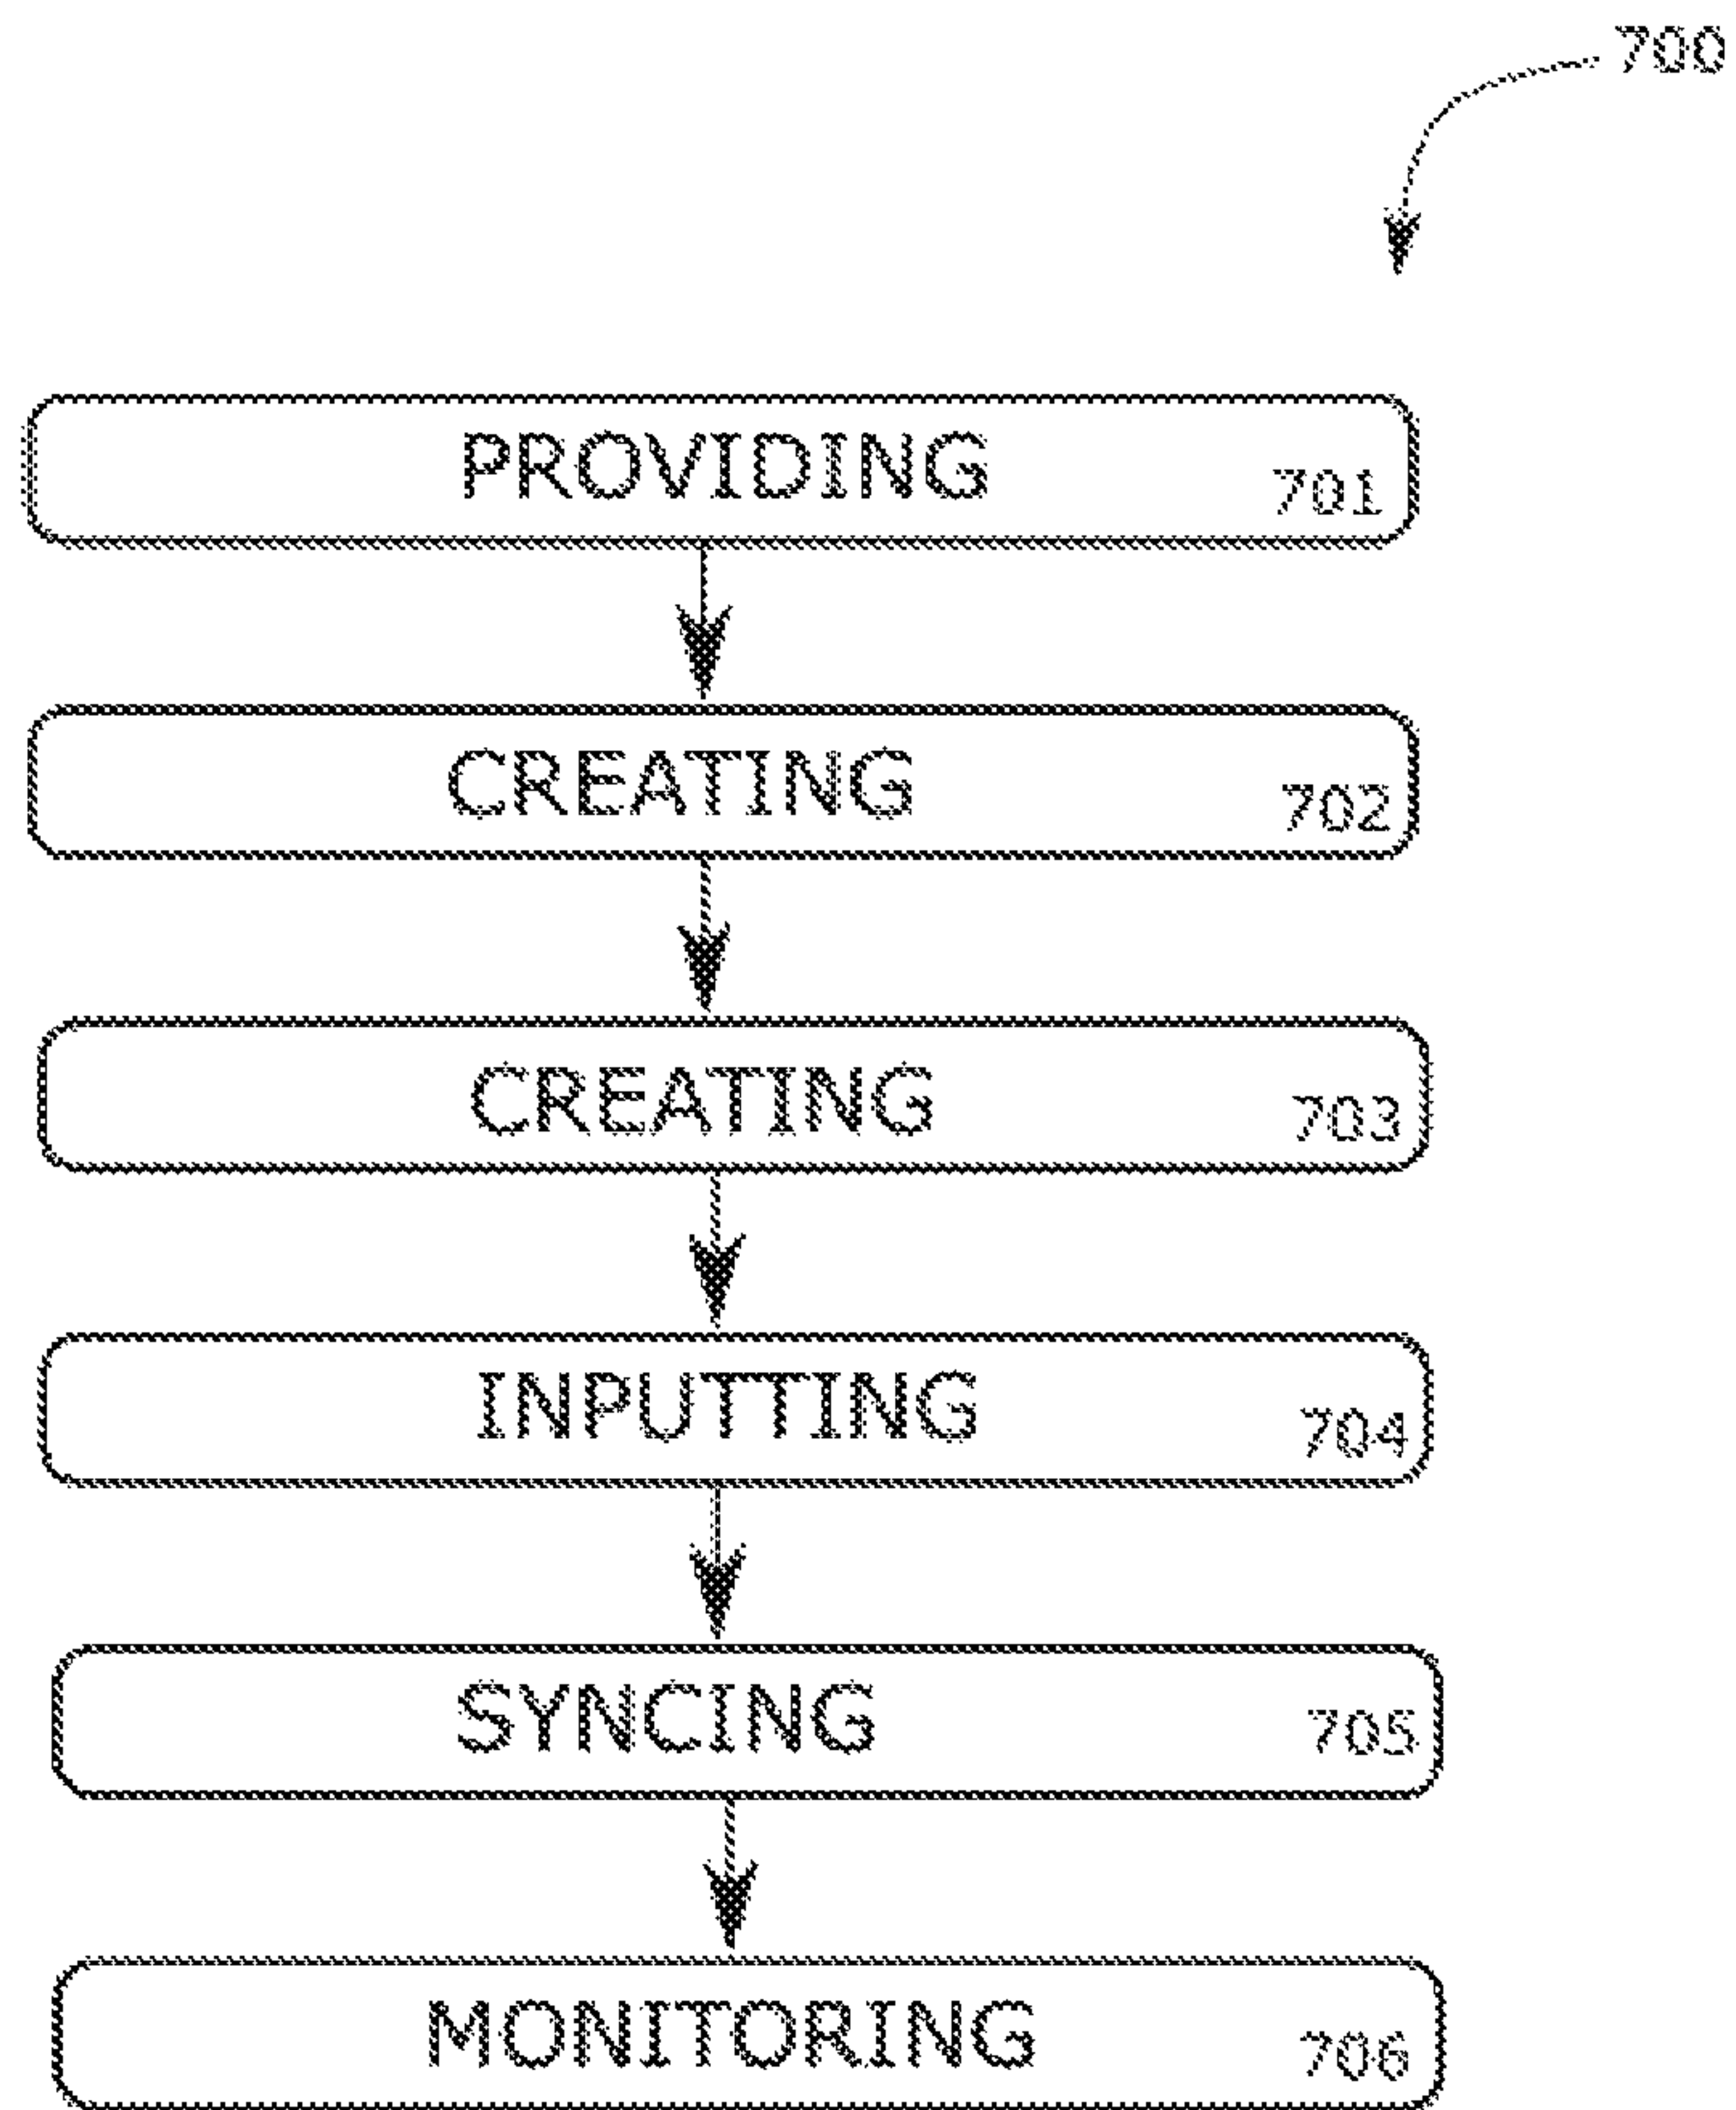 700
PROVIDING 701
CREATING 702
CREATING 703
INPUTTING 704
SYNCING 705
MONITORING 706